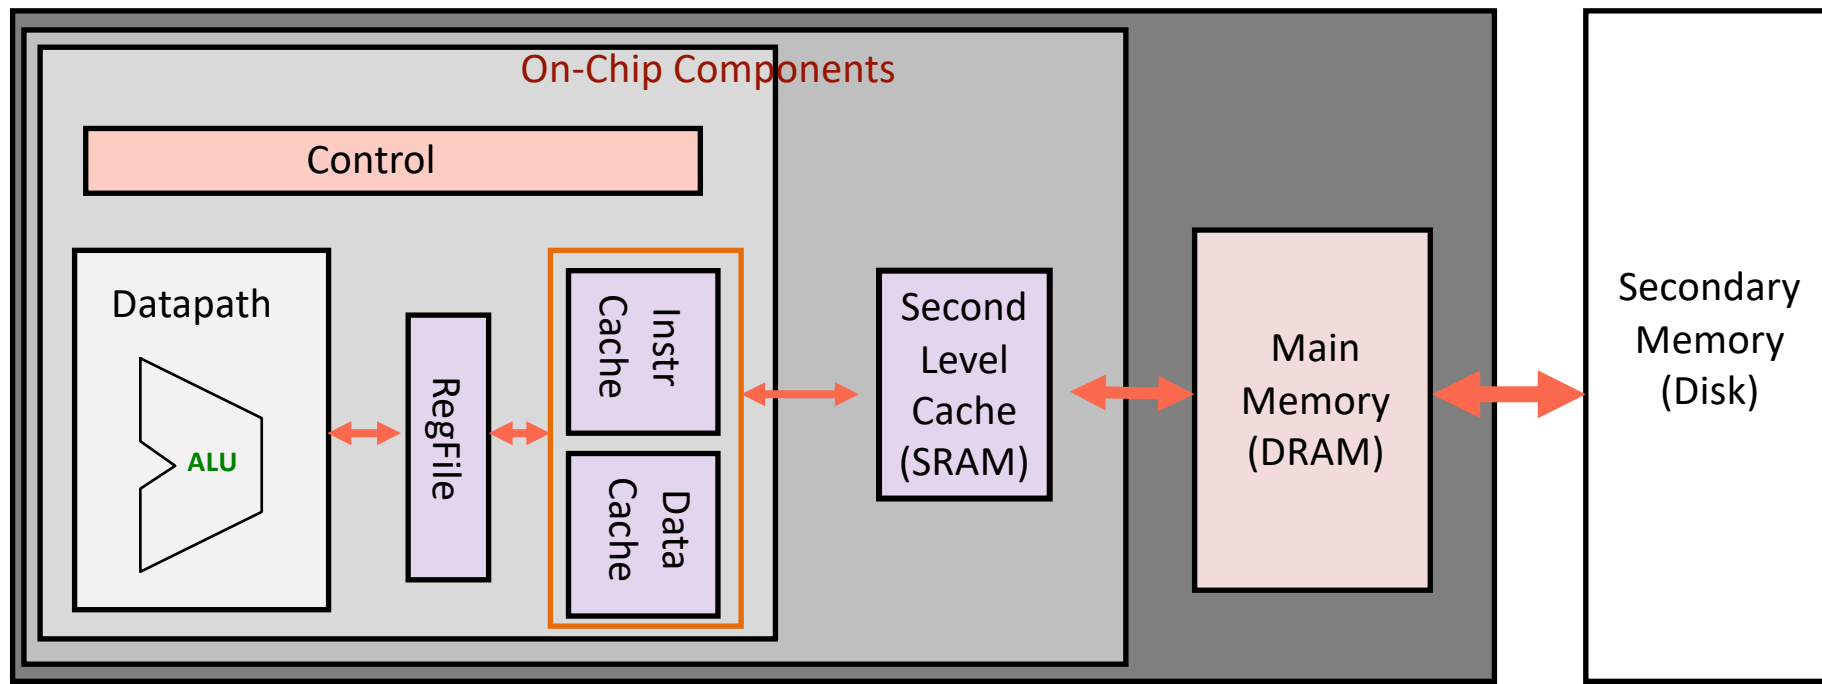 On-Chip Components
Control
Datapath
ALU
RegFile
Instr
Cache
Data
Cache
Second
Level
Cache
(SRAM)
Main
Memory
(DRAM)
Secondary
Memory
(Disk)